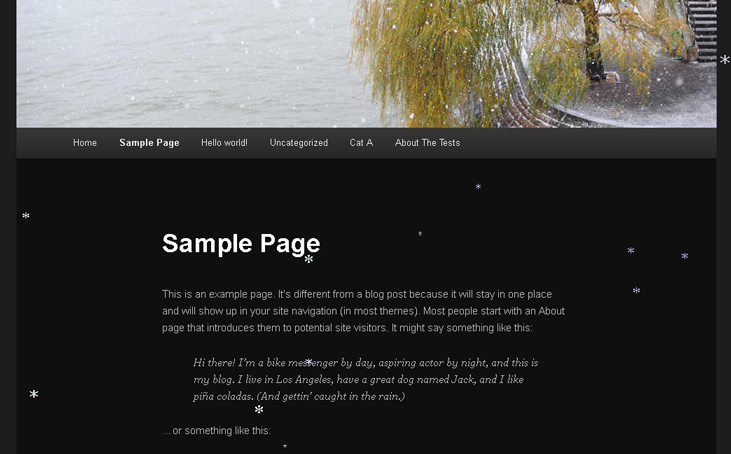 Home Sample Page Hello world! Uncategorized Cat A About The Tests
Sample Page
This is an example page. It's different from a blog post because it will stay in one place
and will show up in your site navigation (in most themes). Most people start with an About
page that introduces them to potential site visitors. It might say something like this:
Hi there! I'm a bike messenger by day, aspiring actor by night, and this is
my blog. I live in Los Angeles, have a great dog named Jack, and I like
piña coladas. (And gettin' caught in the rain.)
... or something like this: